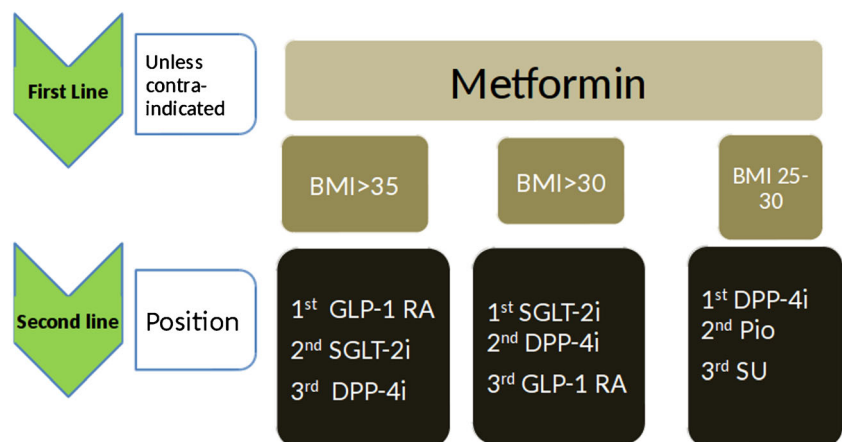 First Line
Unless
contra-
indicated
Metformin
BMI>35
BMI>30
BMI 25-
30
Second line
Position
1st GLP-1 RA
2nd SGLT-2i
3rd DPP-4i
1st SGLT-2i
2nd DPP-4i
3rd GLP-1 RA
1st DPP-4i
2nd Pio
3rd SU